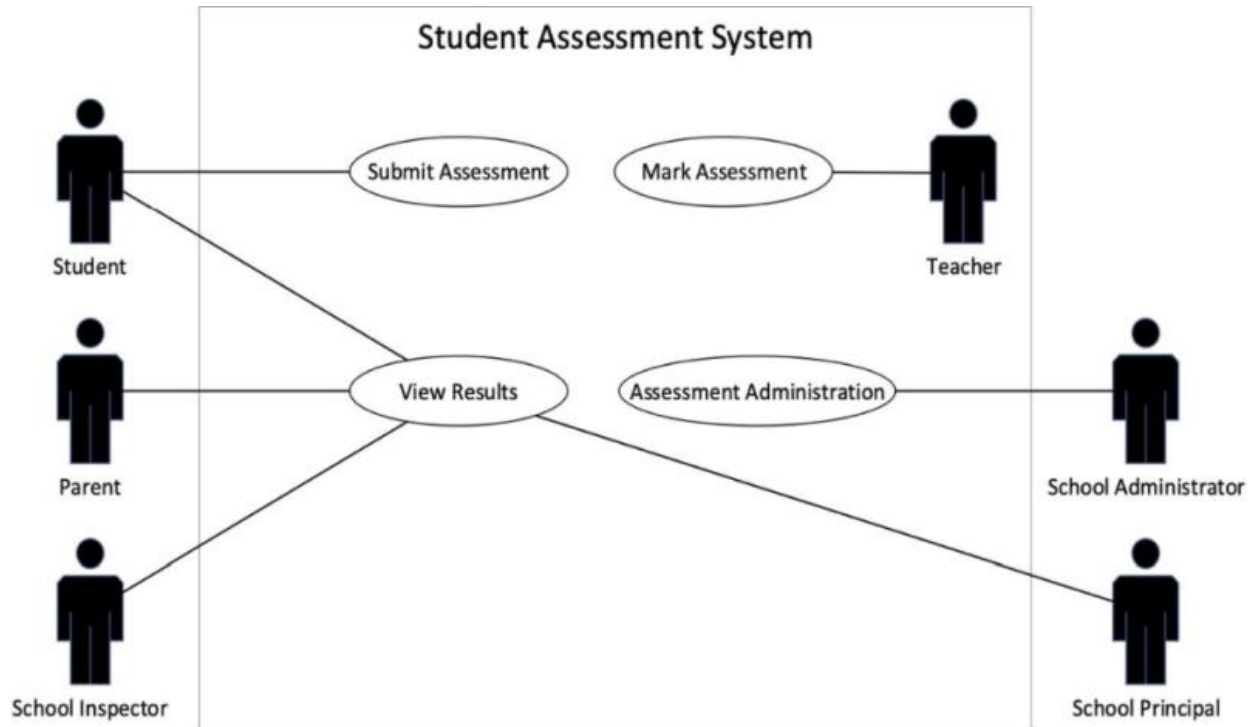 Student Assessment System
Submit Assessment
Mark Assessment
Student
Teacher
View Results
Assessment Administration
Parent
School Administrator
School Inspector
School Principal